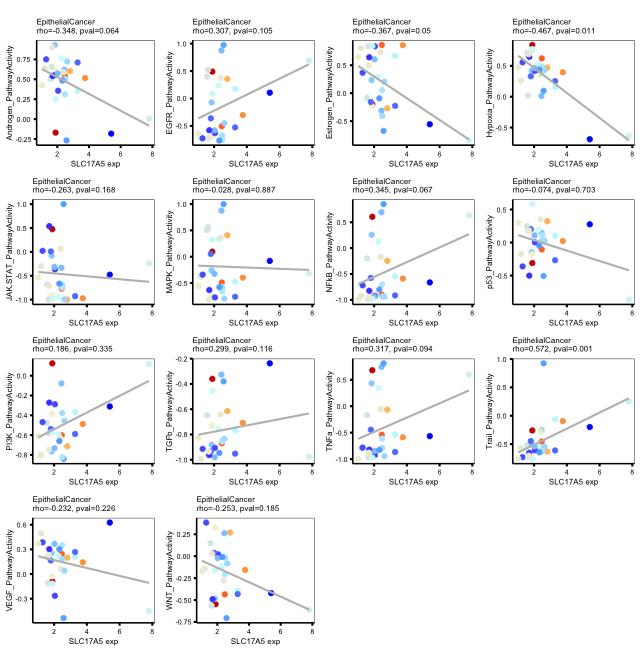 EpithelialCancer
rho=-0.348, pval=0.064
Androgen_PathwayActivity
0.75
0.50
0.25
0.00
-0.25
2 4 6 8
SLC17A5 exp
EpithelialCancer
rho=0.307, pval=0.105
EGFR_PathwayActivity
1.0
0.5
0.0
-0.5
2 4 6 8
SLC17A5 exp
EpithelialCancer
rho=-0.367, pval=0.05
Estrogen_PathwayActivity
0.5
0.0
-0.5
2 4 6 8
SLC17A5 exp
EpithelialCancer
rho=-0.467, pval=0.011
Hypoxia_PathwayActivity
0.5
0.0
-0.5
2 4 6 8
SLC17A5 exp
EpithelialCancer
rho=-0.263, pval=0.168
JAK.STAT_PathwayActivity
1.0
0.5
0.0
-0.5
-1.0
2 4 6 8
SLC17A5 exp
EpithelialCancer
rho=-0.028, pval=0.887
MAPK_PathwayActivity
1.0
0.5
0.0
-0.5
2 4 6 8
SLC17A5 exp
EpithelialCancer
rho=0.345, pval=0.067
NFkB_PathwayActivity
1.0
0.5
0.0
-0.5
-1.0
2 4 6 8
SLC17A5 exp
EpithelialCancer
rho=-0.074, pval=0.703
p53_PathwayActivity
0.5
0.0
-0.5
2 4 6 8
SLC17A5 exp
EpithelialCancer
rho=0.186, pval=0.335
PI3K_PathwayActivity
0.0
-0.2
-0.4
-0.6
-0.8
2 4 6 8
SLC17A5 exp
EpithelialCancer
rho=0.299, pval=0.116
TGFb_PathwayActivity
-0.2
-0.4
-0.6
-0.8
-1.0
2 4 6 8
SLC17A5 exp
EpithelialCancer
rho=0.317, pval=0.094
TNFa_PathwayActivity
0.5
0.0
-0.5
-1.0
2 4 6 8
SLC17A5 exp
EpithelialCancer
rho=0.572, pval=0.001
Trail_PathwayActivity
1.0
0.5
0.0
-0.5
2 4 6 8
SLC17A5 exp
EpithelialCancer
rho=-0.232, pval=0.226
VEGF_PathwayActivity
0.6
0.3
0.0
-0.3
2 4 6 8
SLC17A5 exp
EpithelialCancer
rho=-0.253, pval=0.185
WNT_PathwayActivity
0.25
0.00
-0.25
-0.50
-0.75
2 4 6 8
SLC17A5 exp